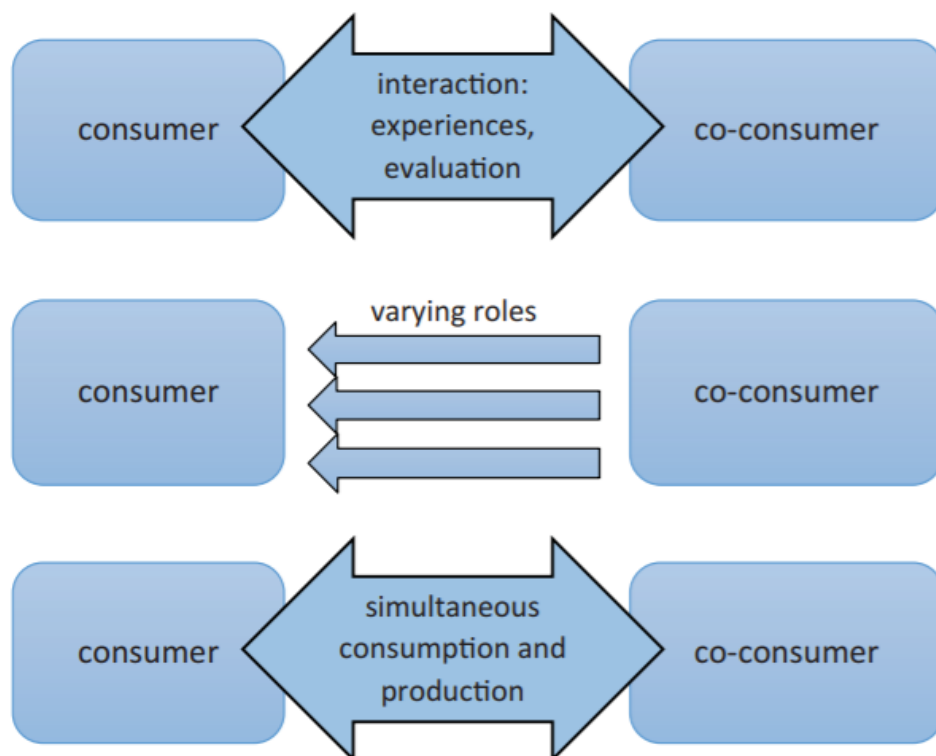 consumer
interaction:
experiences,
evaluation
co-consumer
varying roles
consumer
co-consumer
consumer
simultaneous
consumption and
production
co-consumer